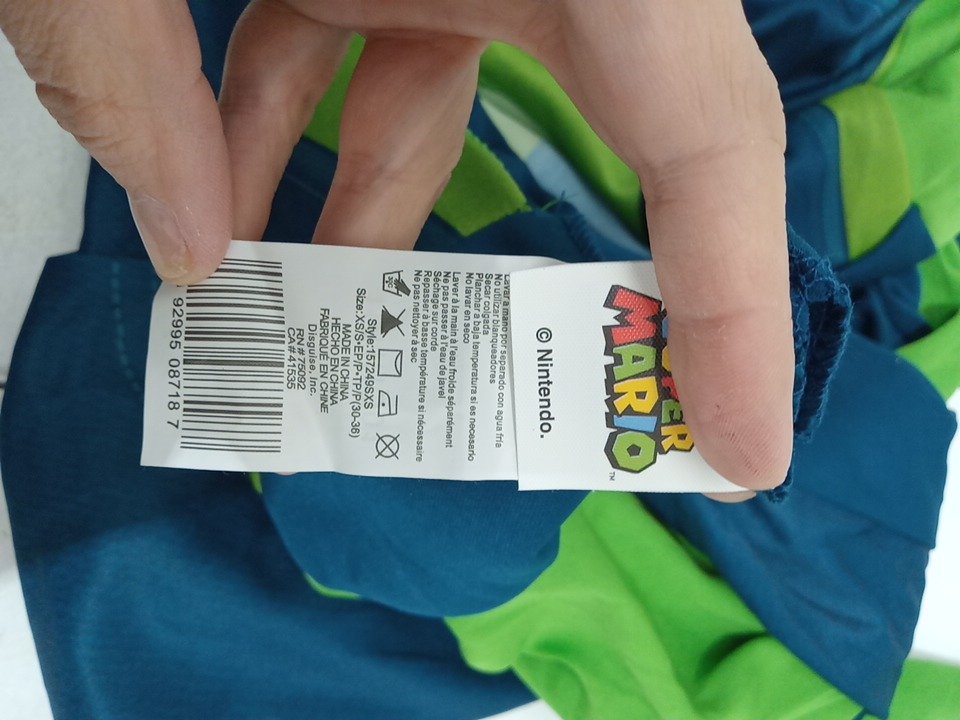 SUPER
MARIO™
© Nintendo.
Lavar a mano por separado con agua fría
No utilizar blanqueadores
Secar colgada
Planchar a baja temperatura si es necesario
No lavar en seco
Laver à la main à l'eau froide séparément
Ne pas passer à l'eau de javel
Séchage sur corde
Repasser à basse température si nécessaire
Ne pas nettoyer à sec
30C
Style:157249SXS
Size:XS/S•EP/P•TP/P(30-36)
MADE IN CHINA
HECHO EN CHINA
FABRIQUÉ EN CHINE
Disguise, Inc.
RN #75092
CA #41535
92995 08718 7